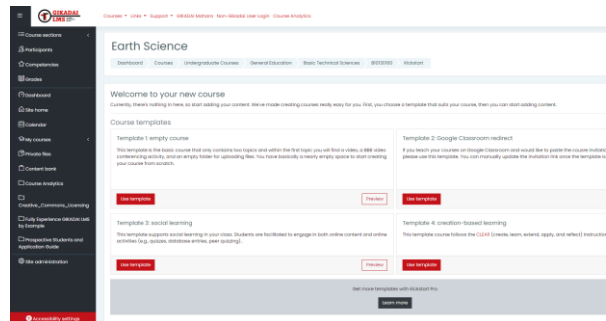 GIKADAI
LMS
Courses Links Support GIKADAI Mattors Non-Gikadai User Login Course Analytics
Course sections
Participants
Competencies
Grades
Dashboard
Site home
Calendar
My courses
Private files
Content bank
Course Analytics
Creative_Commons_Licensing
Fully Experience GIKADAI LMS
by Example
Prospective Students and
Application Guide
Site administration
Accessibility settings
Earth Science
Dashboard Courses Undergraduate Courses General Education Basic Technical Sciences Kickstart
Welcome to your new course
Currently, there's nothing in here, so start adding your content. We've made creating courses really easy for you. First, you choose a template that suits your course, then you can start adding content.
Course templates
Template 1: empty course
This template is the basic course that only contains two topics and within the first topic you will find a video, a BBB video
conferencing activity, and an empty folder for uploading files. You have basically a nearly empty space to start creating
your course from scratch.
Use template Preview
Template 2: Google Classroom redirect
If you teach your courses on Google Classroom and would like to paste the course invitatio
please use this template. You can manually update the invitation link once the template is
Use template
Template 3: social learning
This template supports social learning in your class. Students are facilitated to engage in both online content and online
activities (e.g., quizzes, database entries, peer quizzing).
Use template Preview
Template 4: creation-based learning
This template course follows the CLEAR (create, learn, extend, apply, and reflect) instruction
Use template
Get more templates with Kickstart Pro
Learn more